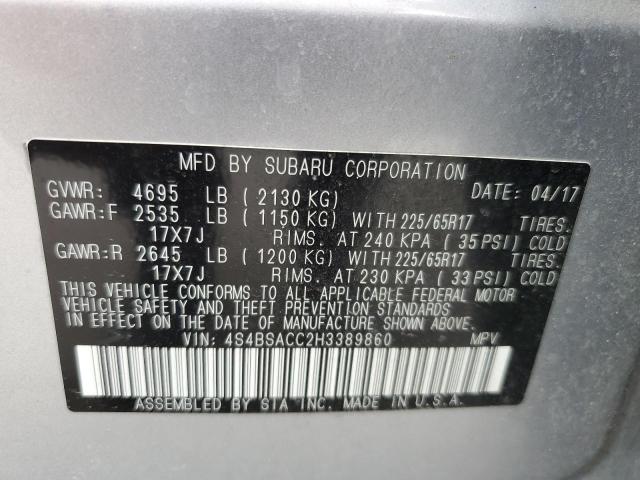 MFD BY SUBARU CORPORATION
GVWR: 4695 LB ( 2130 KG) DATE: 04/17
GAWR:F 2535 LB ( 1150 KG) WITH 225/65R17 TIRES.
17X7J RIMS. AT 240 KPA ( 35 PSI) COLD
GAWR:R 2645 LB ( 1200 KG) WITH 225/65R17 TIRES.
17X7J RIMS. AT 230 KPA ( 33 PSI) COLD
THIS VEHICLE CONFORMS TO ALL APPLICABLE FEDERAL MOTOR
VEHICLE SAFETY AND THEFT PREVENTION STANDARDS
IN EFFECT ON THE DATE OF MANUFACTURE SHOWN ABOVE.
VIN: 4S4BSACC2H3389860 MPV
ASSEMBLED BY SIA INC. MADE IN U.S.A.